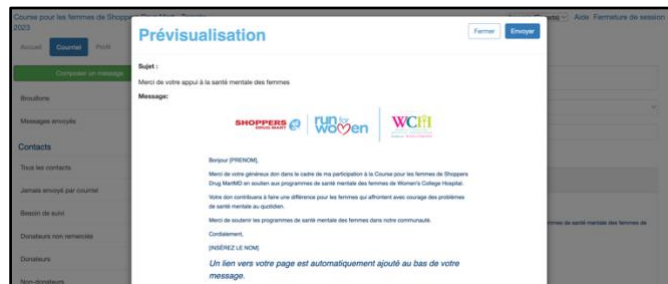 Course pour les femmes de Shoppers Drug Mart - Toronto
2023
Aide Fermeture de session
Accueil Courriel Profil
Composer un message
Brouillons
Messages envoyés
Contacts
Tous les contacts
Jamais envoyé par courriel
Besoin de suivi
Donateurs non remerciés
Donateurs
Non-donateurs
Prévisualisation
Fermer Envoyer
Sujet :
Merci de votre appui à la santé mentale des femmes
Message:
SHOPPERS DRUG MART run for women WCH
Bonjour [PRENOM],
Merci de votre généreux don dans le cadre de ma participation à la Course pour les femmes de Shoppers
Drug MartMD en soutien aux programmes de santé mentale des femmes de Women's College Hospital.
Votre don contribuera à faire une différence pour les femmes qui affrontent avec courage des problèmes
de santé mentale au quotidien.
Merci de soutenir les programmes de santé mentale des femmes dans notre communauté.
Cordialement,
[INSÉREZ LE NOM]
Un lien vers votre page est automatiquement ajouté au bas de votre
message.